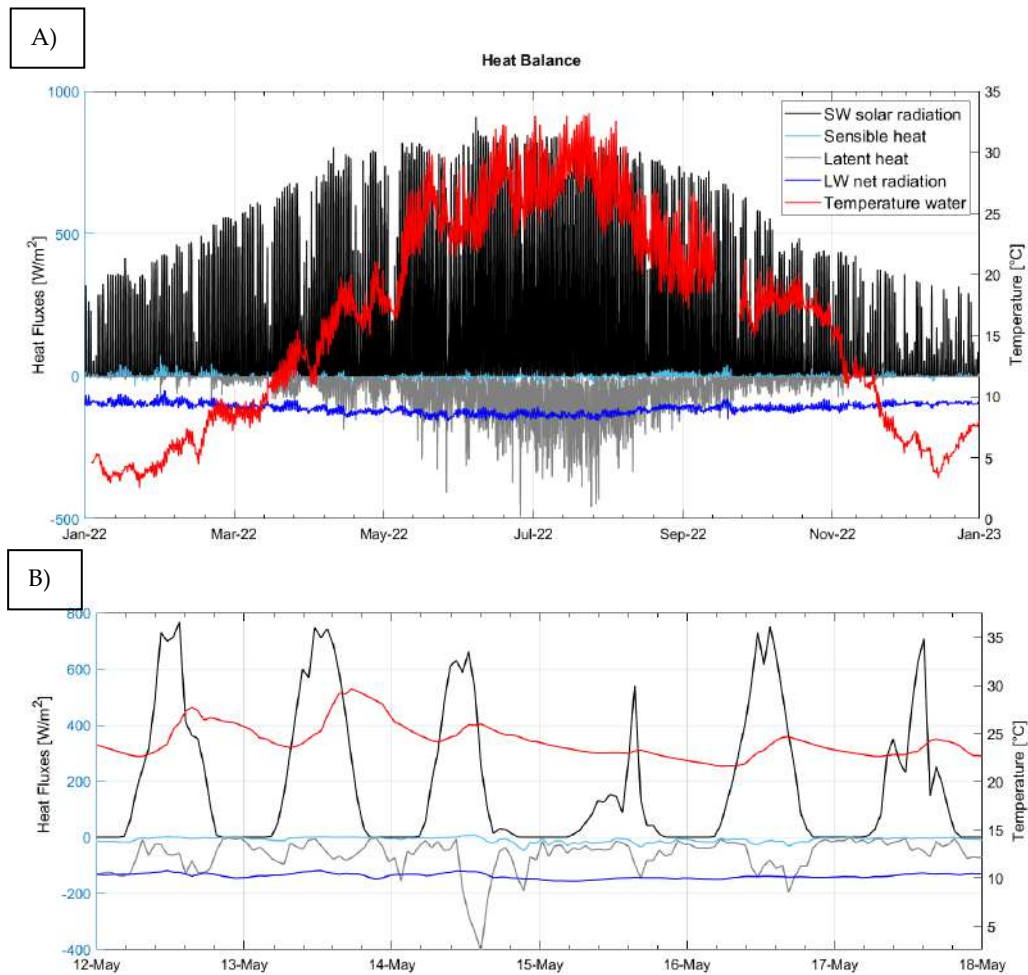 A)
Heat Balance
1000
500
0
-500
Heat Fluxes [W/m²]
35
30
25
20
15
10
5
0
Temperature [°C]
SW solar radiation
Sensible heat
Latent heat
LW net radiation
Temperature water
Jan-22 Mar-22 May-22 Jul-22 Sep-22 Nov-22 Jan-23
B)
800
600
400
200
0
-200
-400
Heat Fluxes [W/m²]
35
30
25
20
15
10
5
Temperature [°C]
12-May 13-May 14-May 15-May 16-May 17-May 18-May